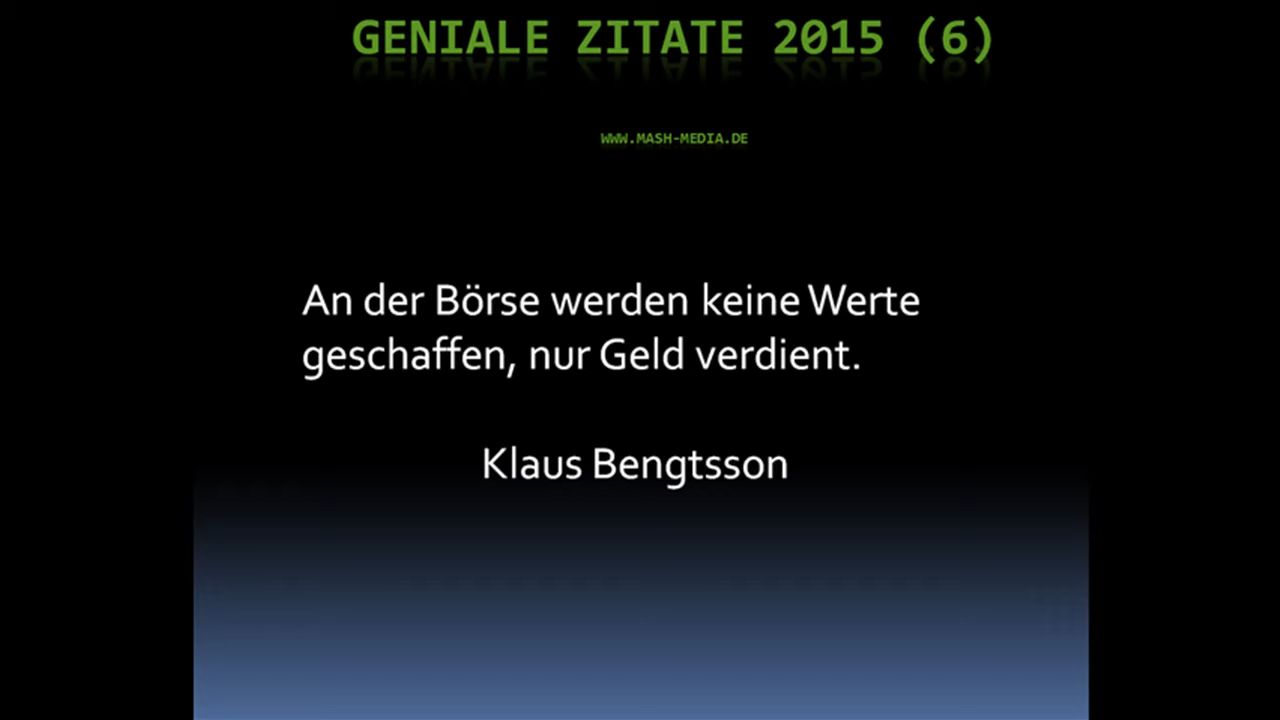 GENIALE ZITATE 2015 (6)
WWW.MASH-MEDIA.DE
An der Börse werden keine Werte
geschaffen, nur Geld verdient.
Klaus Bengtsson